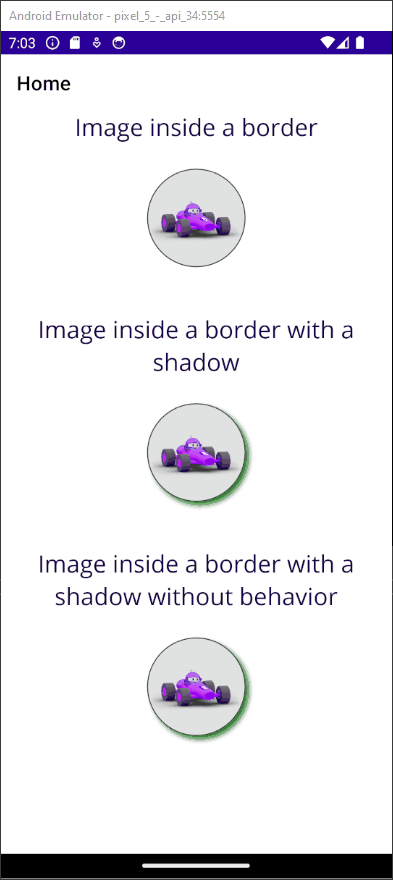 Android Emulator - pixel_5_-_api_34:5554
7:03
Home
Image inside a border
Image inside a border with a
shadow
Image inside a border with a
shadow without behavior